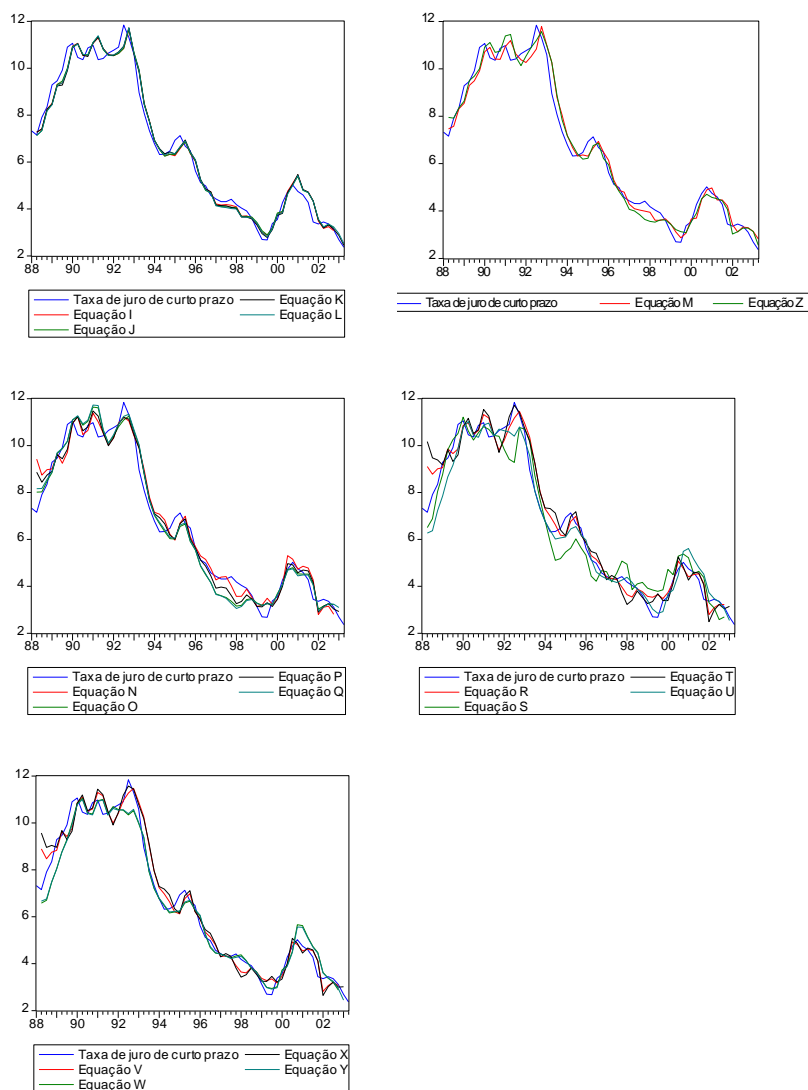 12
10
8
6
4
2
88 90 92 94 96 98 00 02
Taxa de juro de curto prazo Equação K
Equação I Equação L
Equação J
12
10
8
6
4
2
88 90 92 94 96 98 00 02
Taxa de juro de curto prazo Equação M Equação Z
12
10
8
6
4
2
88 90 92 94 96 98 00 02
Taxa de juro de curto prazo Equação P
Equação N Equação Q
Equação O
12
10
8
6
4
2
88 90 92 94 96 98 00 02
Taxa de juro de curto prazo Equação T
Equação R Equação U
Equação S
12
10
8
6
4
2
88 90 92 94 96 98 00 02
Taxa de juro de curto prazo Equação X
Equação V Equação Y
Equação W